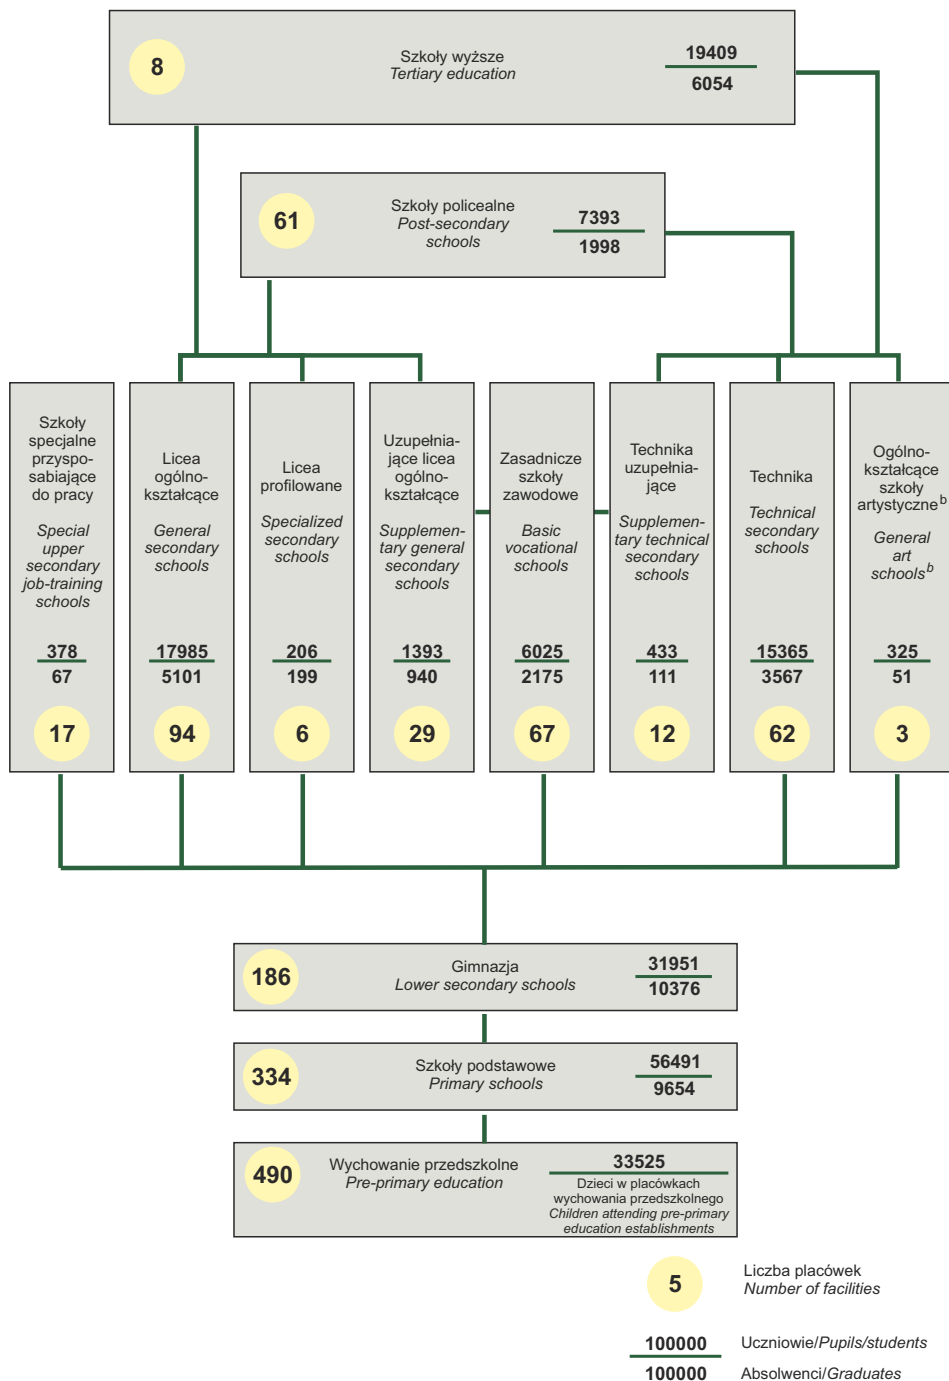 8
Szkoły wyższe
Tertiary education
19409
6054
61
Szkoły policealne
Post-secondary
schools
7393
1998
Szkoły
specjalne
przyspo-
sabiające
do pracy
Special
upper
secondary
job-training
schools
378
67
17
Licea
ogólno-
kształcące
General
secondary
schools
17985
5101
94
Licea
profilowane
Specialized
secondary
schools
206
199
6
Uzupełnia-
jące licea
ogólno-
kształcące
Supplemen-
tary general
secondary
schools
1393
940
29
Zasadnicze
szkoły
zawodowe
Basic
vocational
schools
6025
2175
67
Technika
uzupełnia-
jące
Supplemen-
tary technical
secondary
schools
433
111
12
Technika
Technical
secondary
schools
15365
3567
62
Ogólno-
kształcące
szkoły
artystyczne b
General
art
schools b
325
51
3
186
Gimnazja
Lower secondary schools
31951
10376
334
Szkoły podstawowe
Primary schools
56491
9654
490
Wychowanie przedszkolne
Pre-primary education
33525
Dzieci w placówkach
wychowania przedszkolnego
Children attending pre-primary
education establishments
5
Liczba placówek
Number of facilities
100000
Uczniowie/Pupils/students
100000
Absolwenci/Graduates